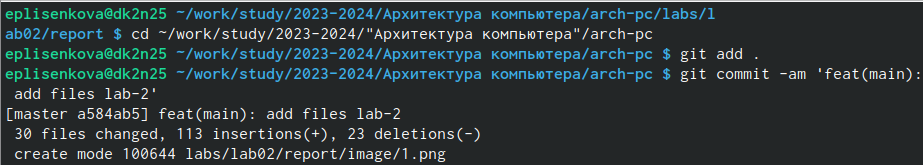 eplisenkova@dk2n25 ~/work/study/2023-2024/Архитектура компьютера/arch-pc/labs/l
ab02/report $ cd ~/work/study/2023-2024/"Архитектура компьютера"/arch-pc
eplisenkova@dk2n25 ~/work/study/2023-2024/Архитектура компьютера/arch-pc $ git add .
eplisenkova@dk2n25 ~/work/study/2023-2024/Архитектура компьютера/arch-pc $ git commit -am 'feat(main):
 add files lab-2'
[master a584ab5] feat(main): add files lab-2
 30 files changed, 113 insertions(+), 23 deletions(-)
 create mode 100644 labs/lab02/report/image/1.png